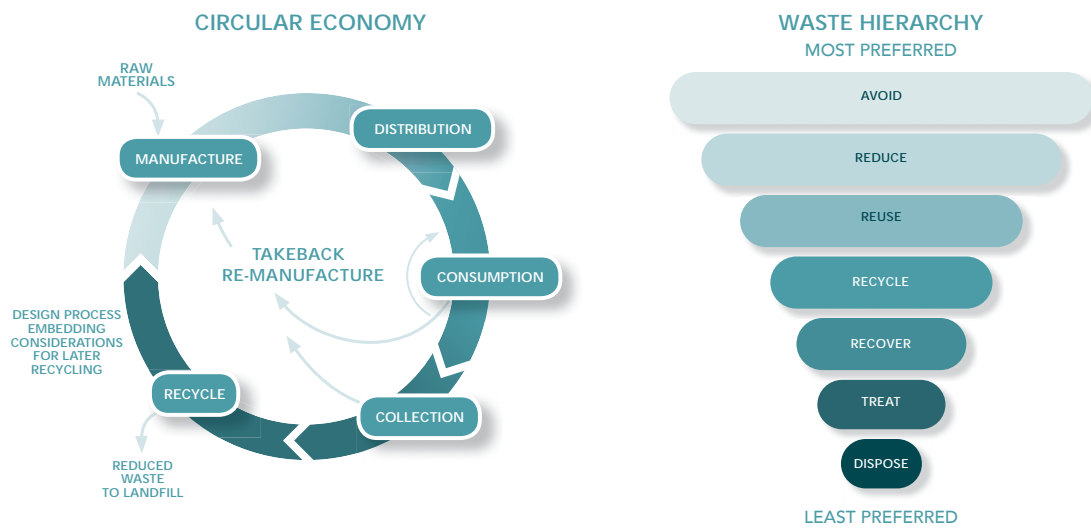 CIRCULAR ECONOMY
RAW
MATERIALS
MANUFACTURE
DISTRIBUTION
TAKEBACK
RE-MANUFACTURE
CONSUMPTION
DESIGN PROCESS
EMBEDDING
CONSIDERATIONS
FOR LATER
RECYCLING
RECYCLE
COLLECTION
REDUCED
WASTE
TO LANDFILL
WASTE HIERARCHY
MOST PREFERRED
AVOID
REDUCE
REUSE
RECYCLE
RECOVER
TREAT
DISPOSE
LEAST PREFERRED